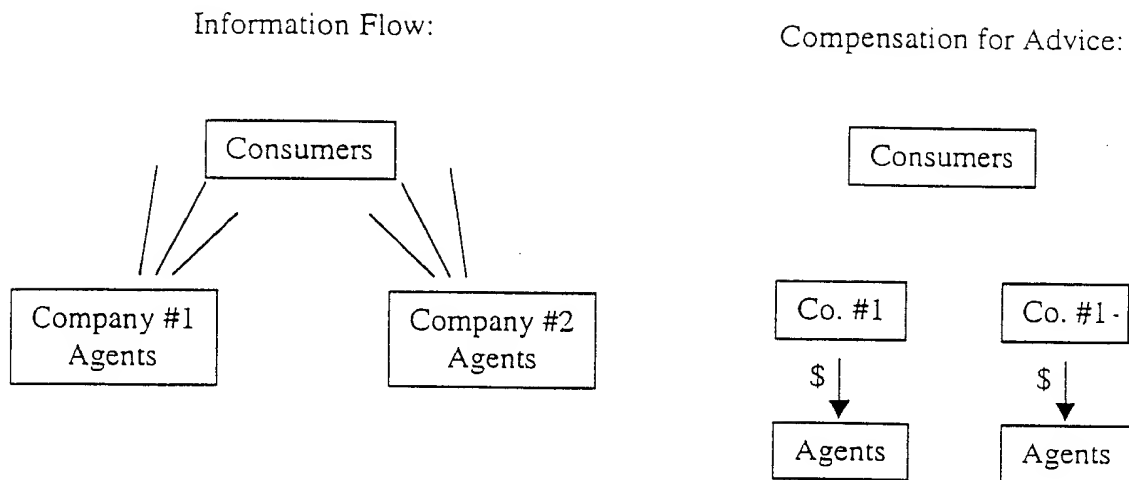 Information Flow:
Consumers
Company #1
Agents
Company #2
Agents
Compensation for Advice:
Consumers
Co. #1
Co. #1
$
$
Agents
Agents